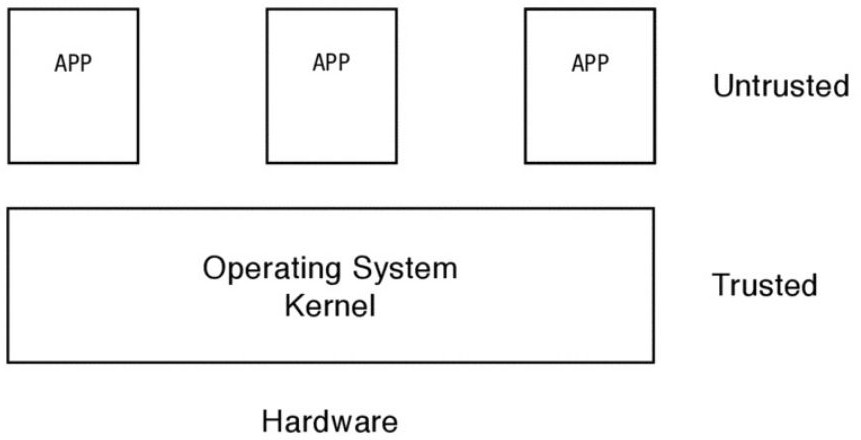 APP APP APP
Untrusted
Operating System
Kernel
Trusted
Hardware